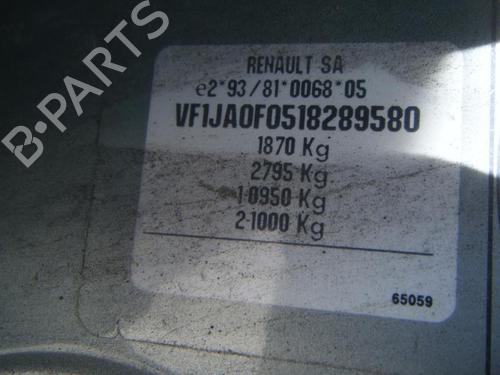 B-PARTS
RENAULT SA
e2*93/81*0068*05
VF1JA0F0518289580
1870 Kg
2795 Kg
1-0950 Kg
2-1000 Kg
65059